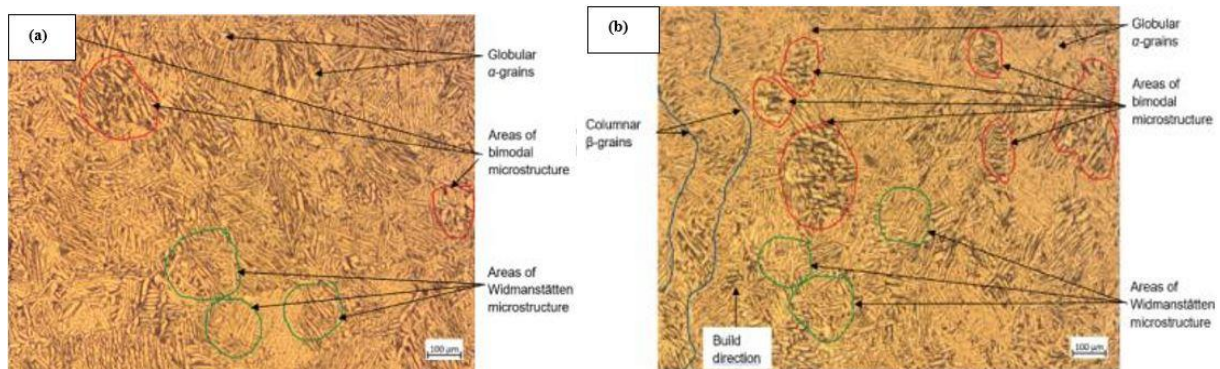 (a)
Globular
α-grains
Areas of
bimodal
microstructure
Areas of
Widmanstätten
microstructure
100 μm
(b)
Globular
α-grains
Areas of
bimodal
microstructure
Columnar
β-grains
Areas of
Widmanstätten
microstructure
Build
direction
100 μm